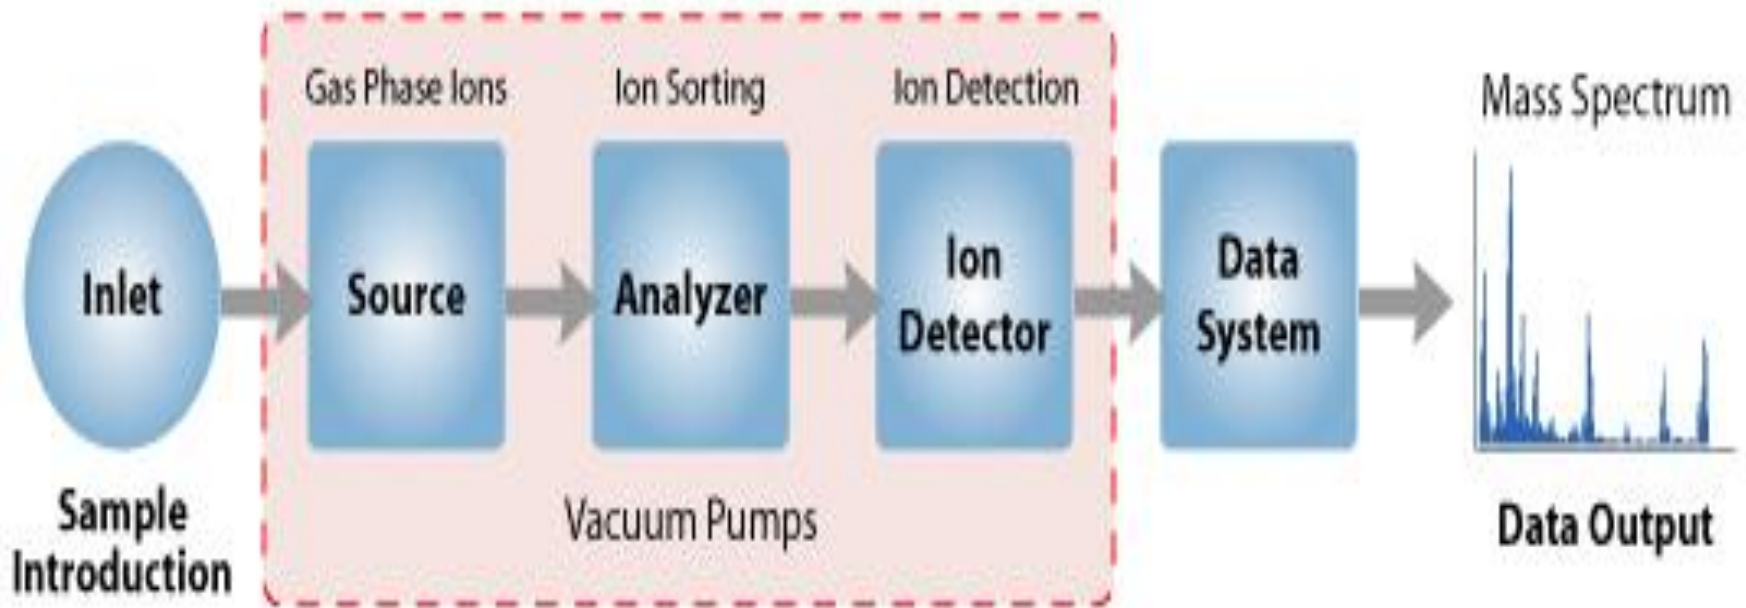 Gas Phase Ions
Ion Sorting
Ion Detection
Mass Spectrum
Inlet
Source
Analyzer
Ion
Detector
Data
System
Sample
Introduction
Vacuum Pumps
Data Output